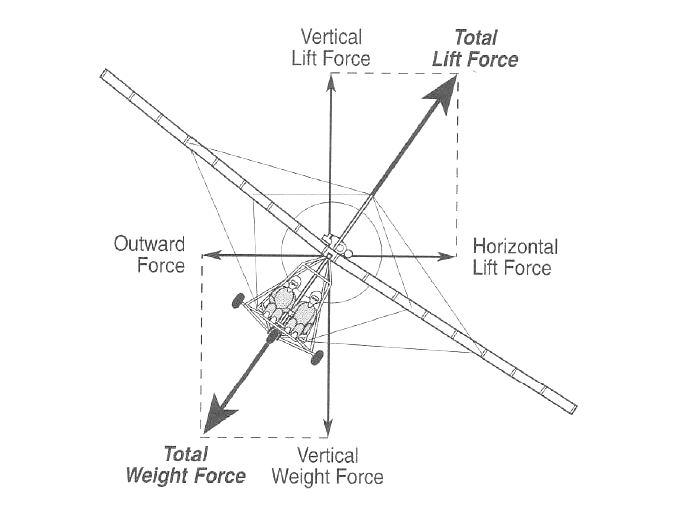 Vertical
Lift Force
Total
Lift Force
Outward
Force
Horizontal
Lift Force
Total
Weight Force
Vertical
Weight Force